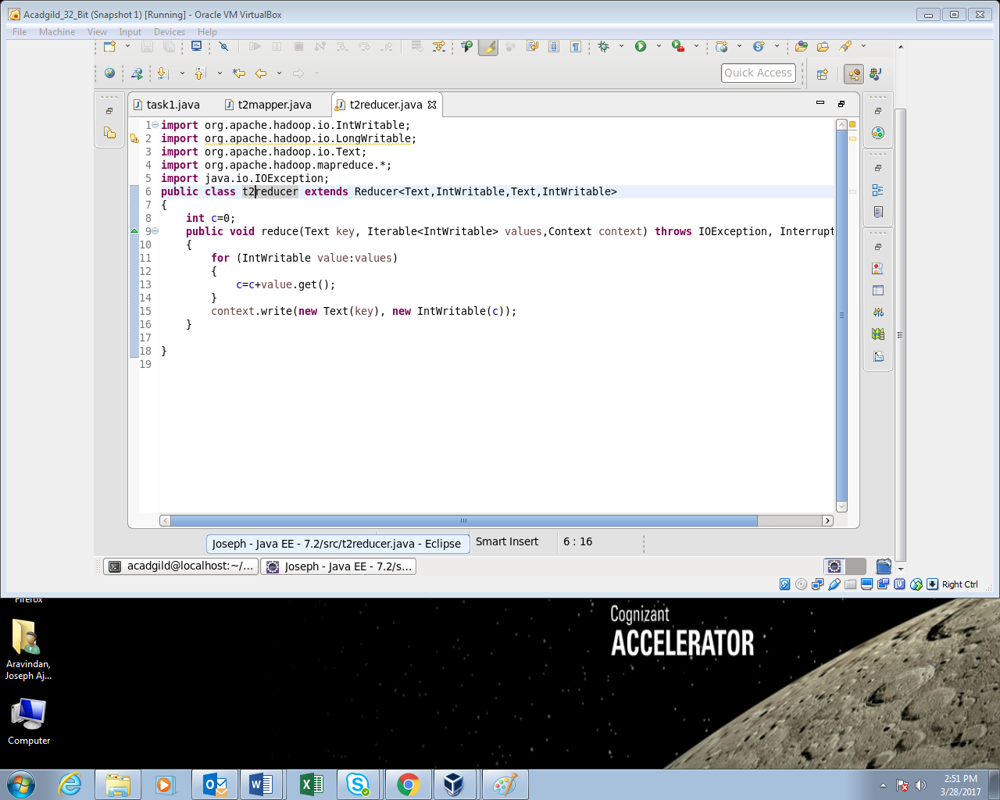 Acadgild_32_Bit (Snapshot 1) [Running] - Oracle VM VirtualBox
File Machine View Input Devices Help
Quick Access
task1.java t2mapper.java t2reducer.java
1 import org.apache.hadoop.io.IntWritable;
2 import org.apache.hadoop.io.LongWritable;
3 import org.apache.hadoop.io.Text;
4 import org.apache.hadoop.mapreduce.*;
5 import java.io.IOException;
6 public class t2reducer extends Reducer<Text,IntWritable,Text,IntWritable>
7 {
8 int c=0;
9 public void reduce(Text key, Iterable<IntWritable> values,Context context) throws IOException, Interrupt
10 {
11 for (IntWritable value:values)
12 {
13 c=c+value.get();
14 }
15 context.write(new Text(key), new IntWritable(c));
16 }
17
18 }
19
Joseph - Java EE - 7.2/src/t2reducer.java - Eclipse Smart Insert 6 : 16
acadgild@localhost:~/... Joseph - Java EE - 7.2/s...
Right Ctrl
Firefox
Cognizant
ACCELERATOR
Aravindan,
Joseph Aj...
Computer
2:51 PM
3/28/2017